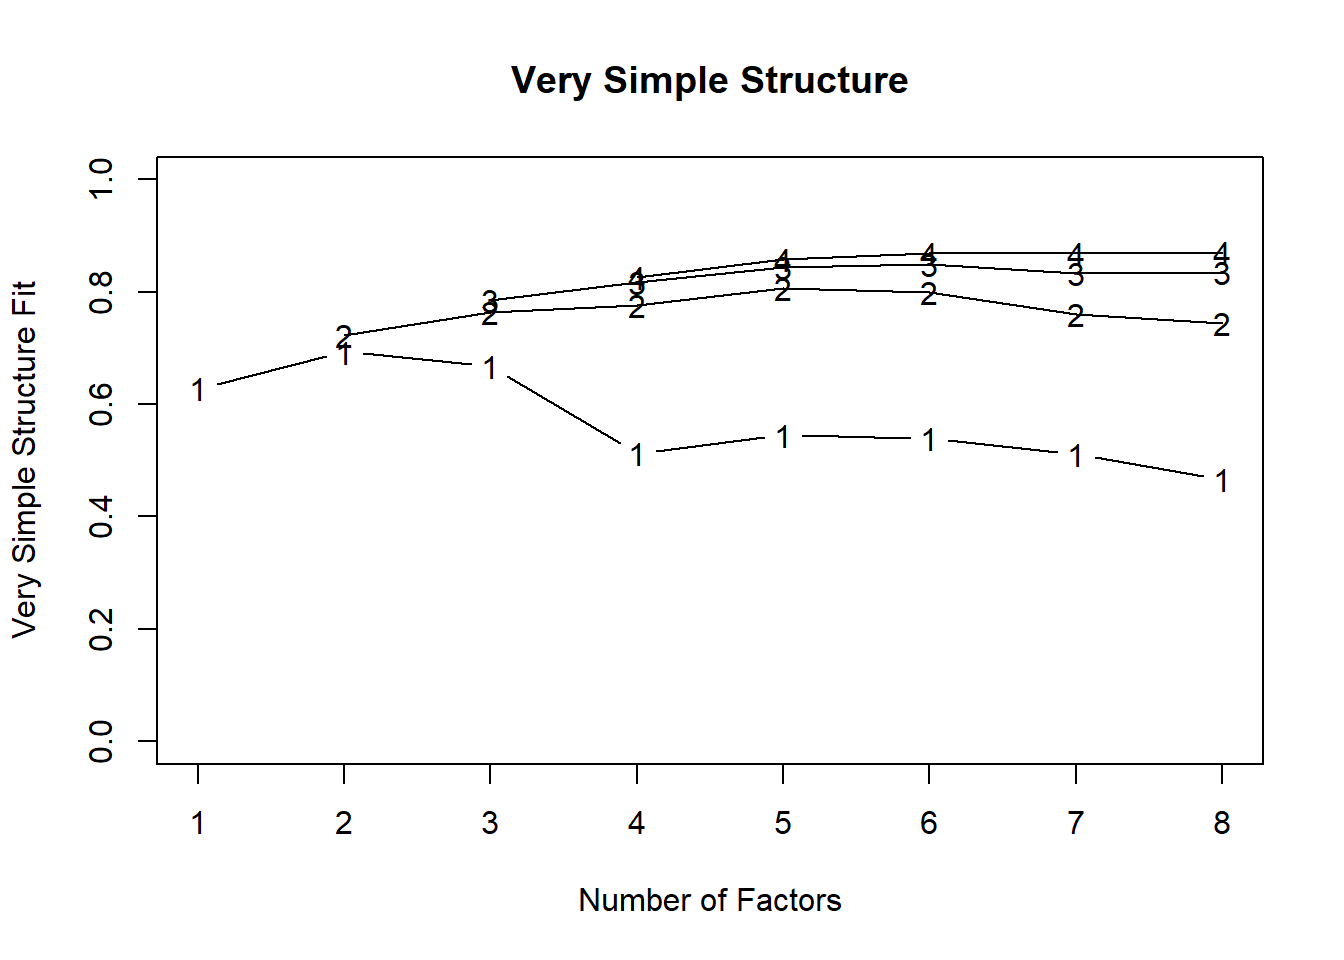 Very Simple Structure
Very Simple Structure Fit
1.0
0.8
0.6
0.4
0.2
0.0
4 4 4 4 4
3 3 3 3 3 3
2 2 2 2 2 2 2
1 1 1 1 1 1 1 1
1 2 3 4 5 6 7 8
Number of Factors